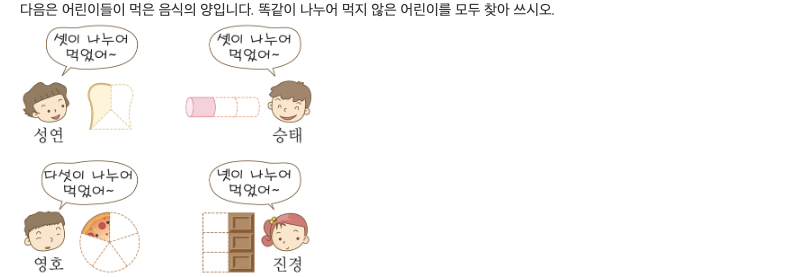 다음은 어린이들이 먹은 음식의 양입니다. 똑같이 나누어 먹지 않은 어린이를 모두 찾아 쓰시오.
셋이 나누어
먹었어~
셋이 나누어
먹었어~
성연
승태
다섯이 나누어
먹었어~
넷이 나누어
먹었어~
영호
진경